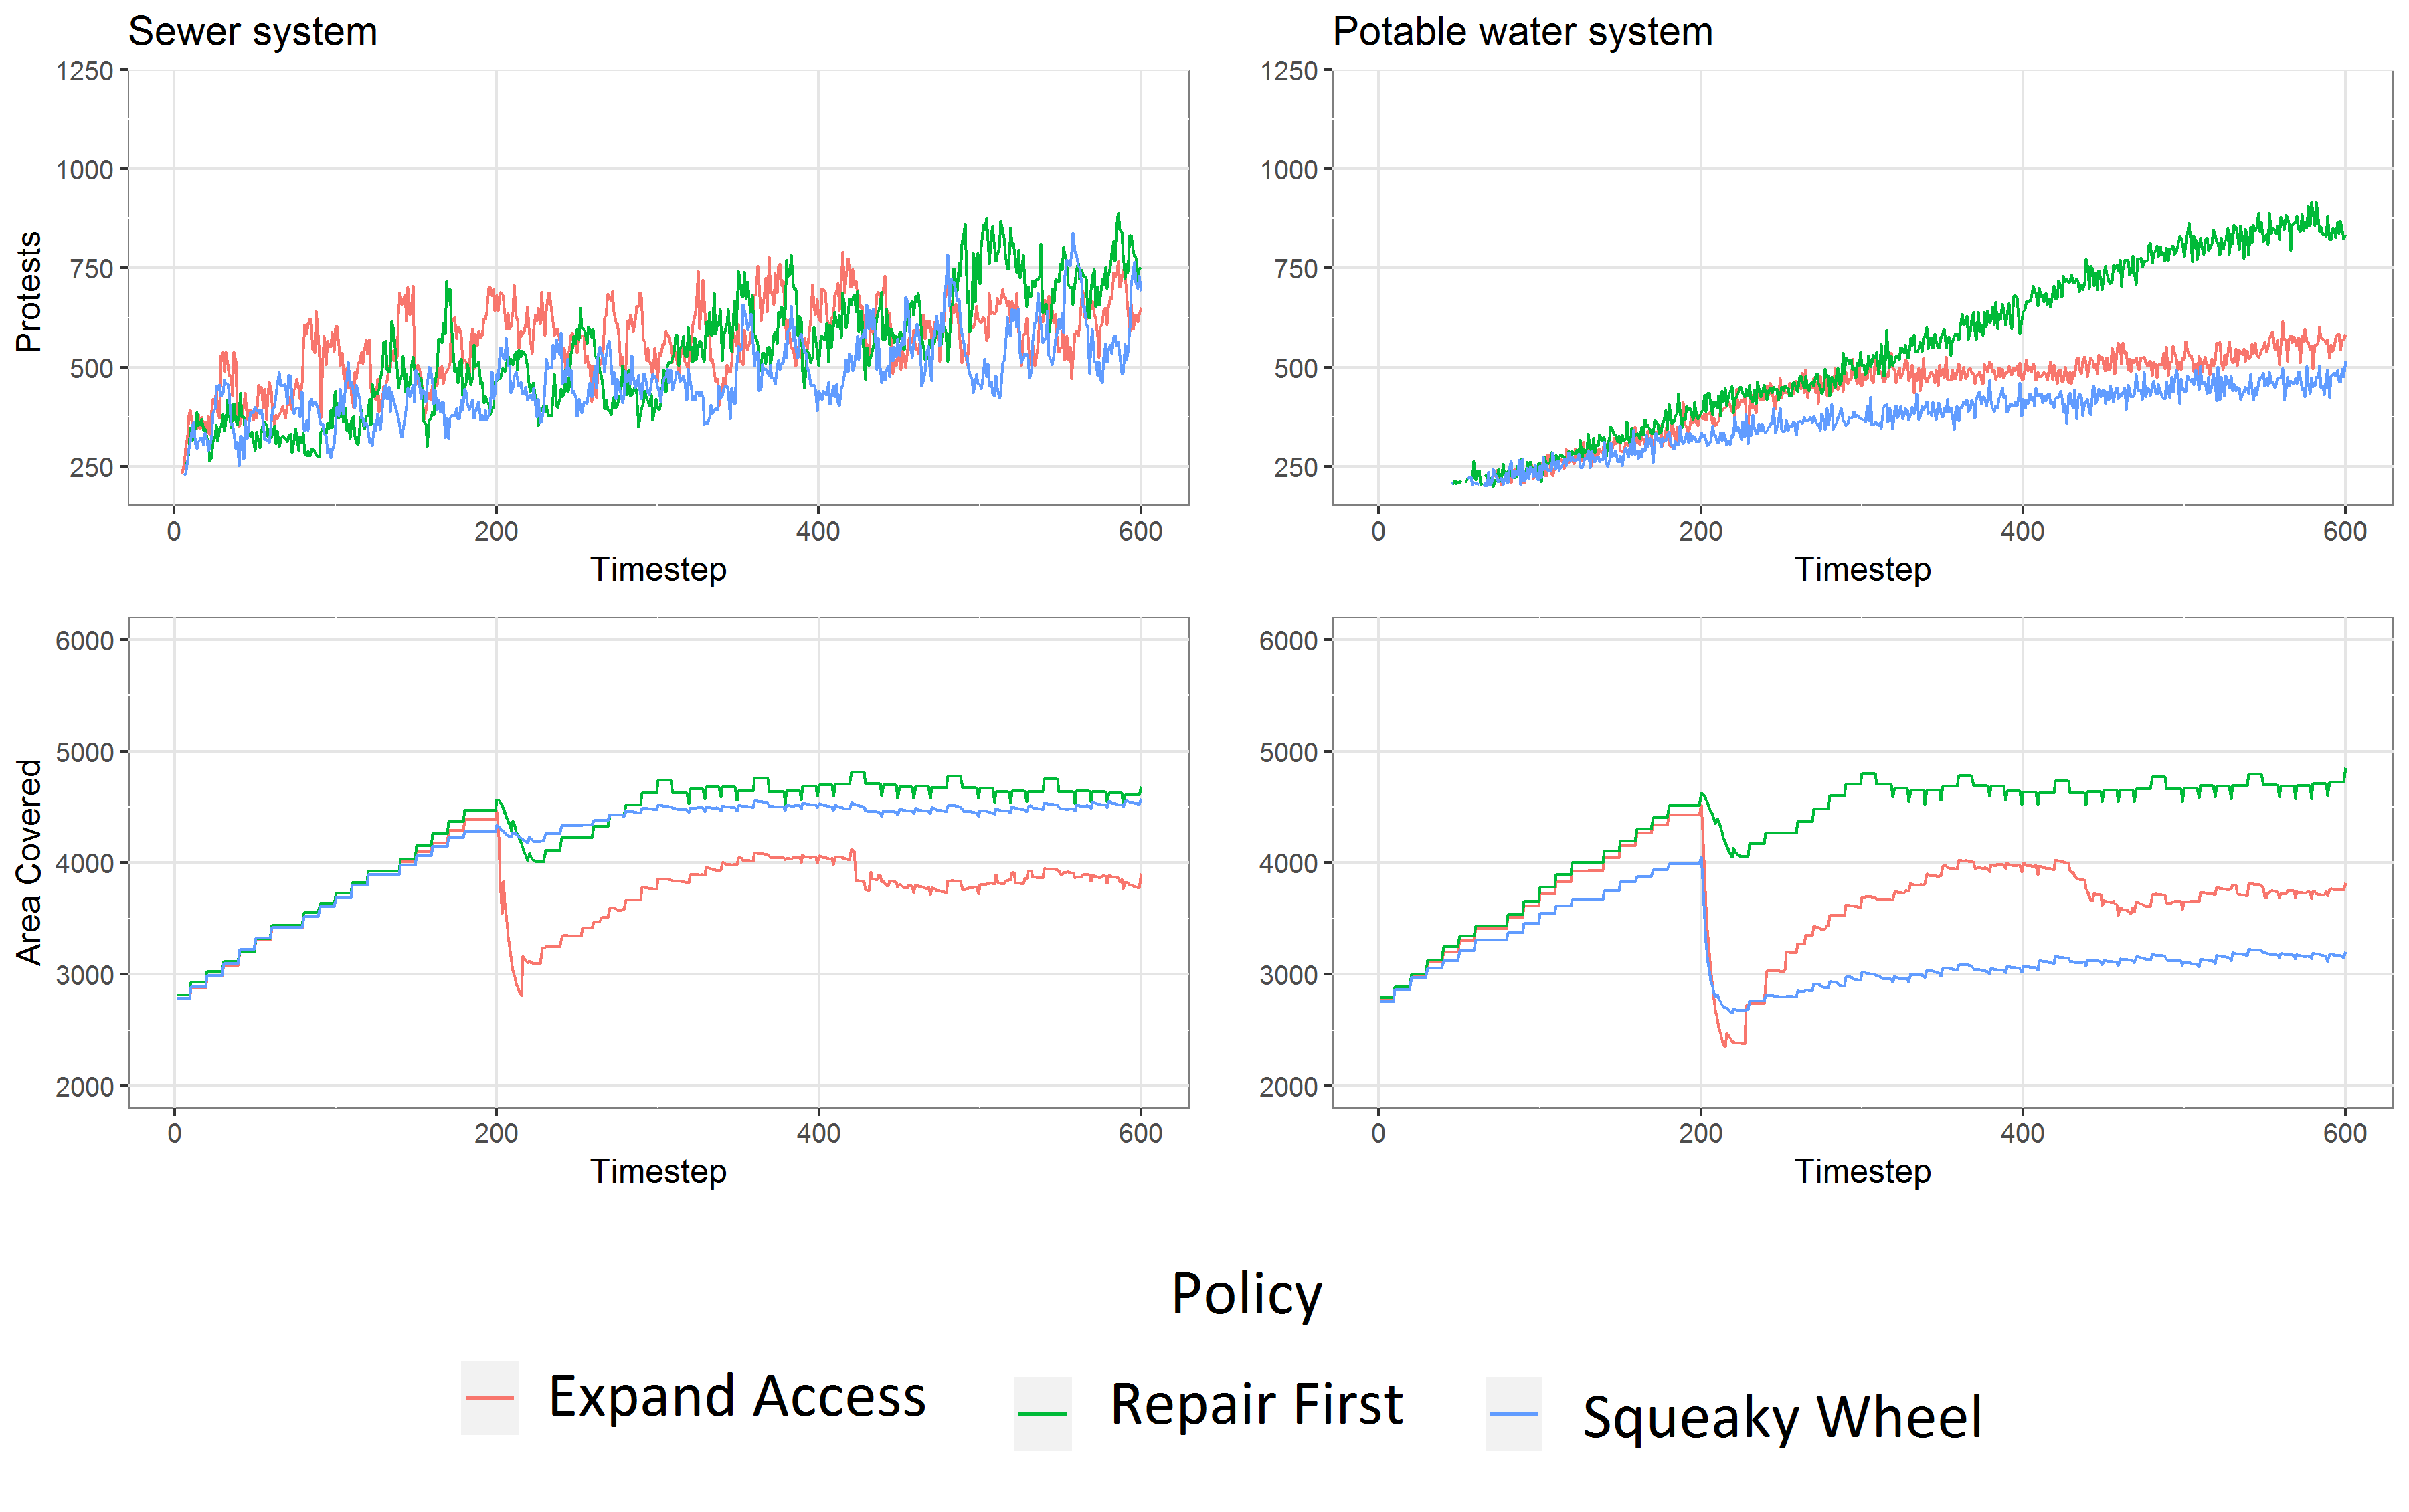 Sewer system
Potable water system
1250
1000
750
500
250
Protests
0 200 400 600
Timestep
1250
1000
750
500
250
0 200 400 600
Timestep
6000
5000
4000
3000
2000
Area Covered
0 200 400 600
Timestep
6000
5000
4000
3000
2000
0 200 400 600
Timestep
Policy
Expand Access
Repair First
Squeaky Wheel